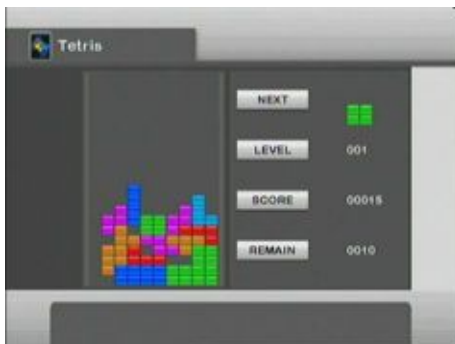 Tetris
NEXT
LEVEL 001
SCORE 00015
REMAIN 0010